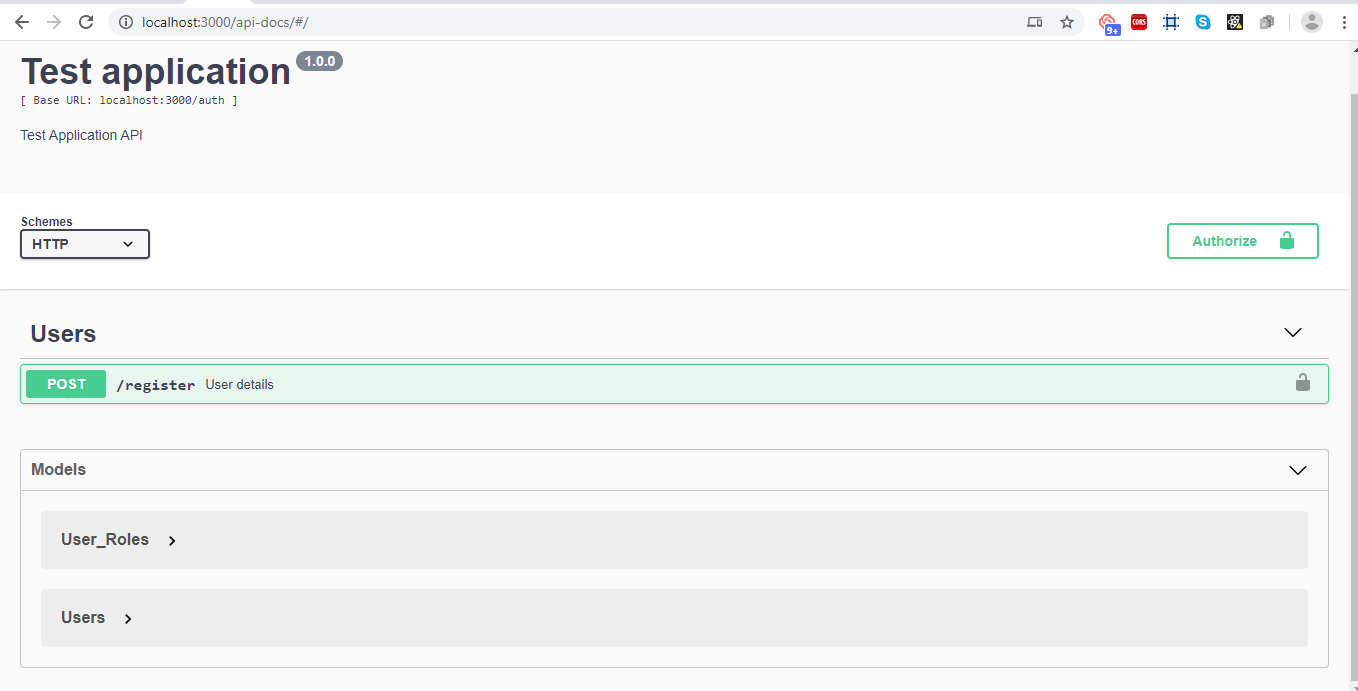 localhost:3000/api-docs/#/
9+
CORS
S
Test application 1.0.0
[ Base URL: localhost:3000/auth ]
Test Application API
Schemes
HTTP
Authorize
Users
POST /register User details
Models
User_Roles
Users